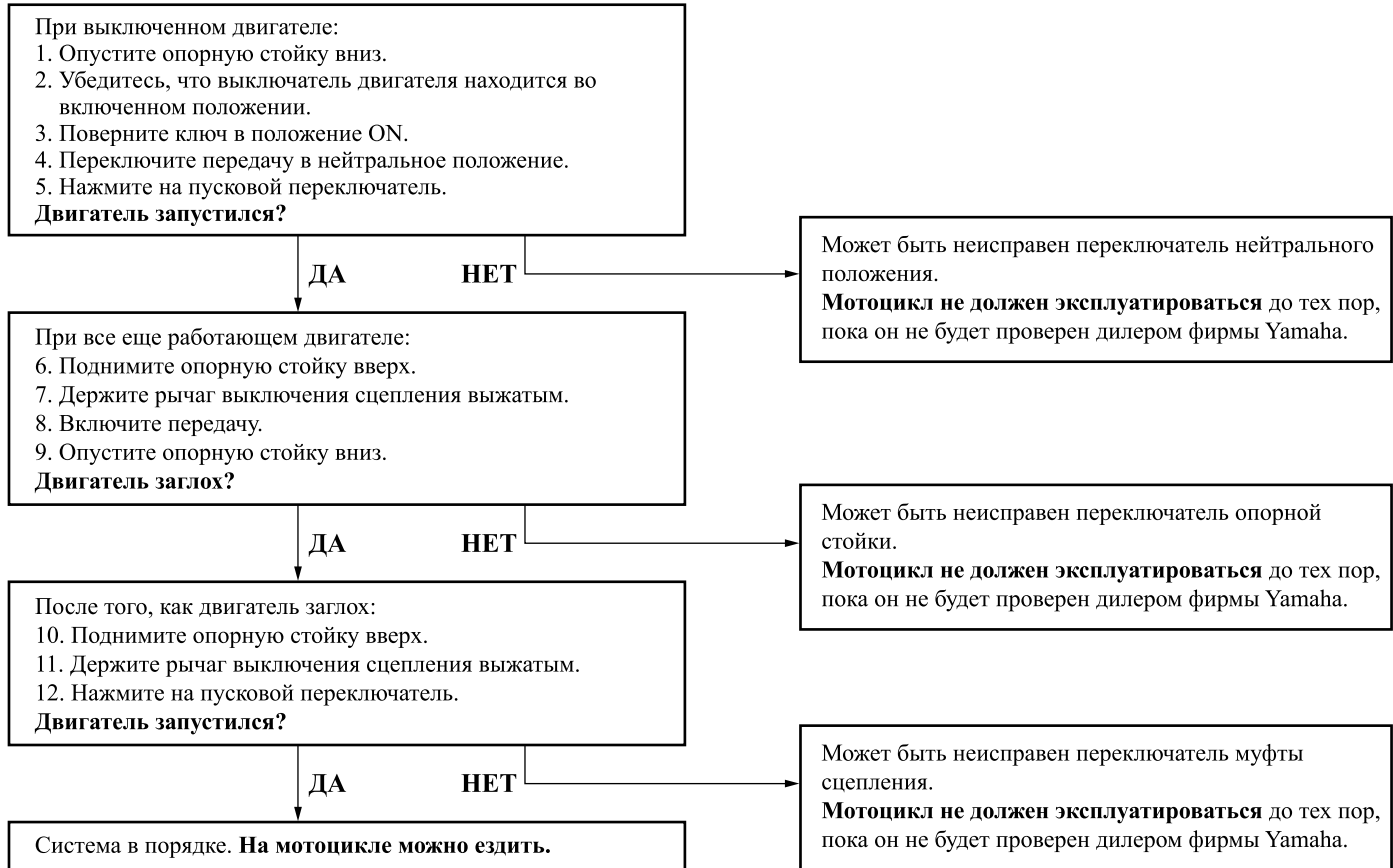 При выключенном двигателе:
1. Опустите опорную стойку вниз.
2. Убедитесь, что выключатель двигателя находится во
включенном положении.
3. Поверните ключ в положение ON.
4. Переключите передачу в нейтральное положение.
5. Нажмите на пусковой переключатель.
Двигатель запустился?
ДА НЕТ
Может быть неисправен переключатель нейтрального
положения.
Мотоцикл не должен эксплуатироваться до тех пор,
пока он не будет проверен дилером фирмы Yamaha.
При все еще работающем двигателе:
6. Поднимите опорную стойку вверх.
7. Держите рычаг выключения сцепления выжатым.
8. Включите передачу.
9. Опустите опорную стойку вниз.
Двигатель заглох?
ДА НЕТ
Может быть неисправен переключатель опорной
стойки.
Мотоцикл не должен эксплуатироваться до тех пор,
пока он не будет проверен дилером фирмы Yamaha.
После того, как двигатель заглох:
10. Поднимите опорную стойку вверх.
11. Держите рычаг выключения сцепления выжатым.
12. Нажмите на пусковой переключатель.
Двигатель запустился?
ДА НЕТ
Может быть неисправен переключатель муфты
сцепления.
Мотоцикл не должен эксплуатироваться до тех пор,
пока он не будет проверен дилером фирмы Yamaha.
Система в порядке. На мотоцикле можно ездить.